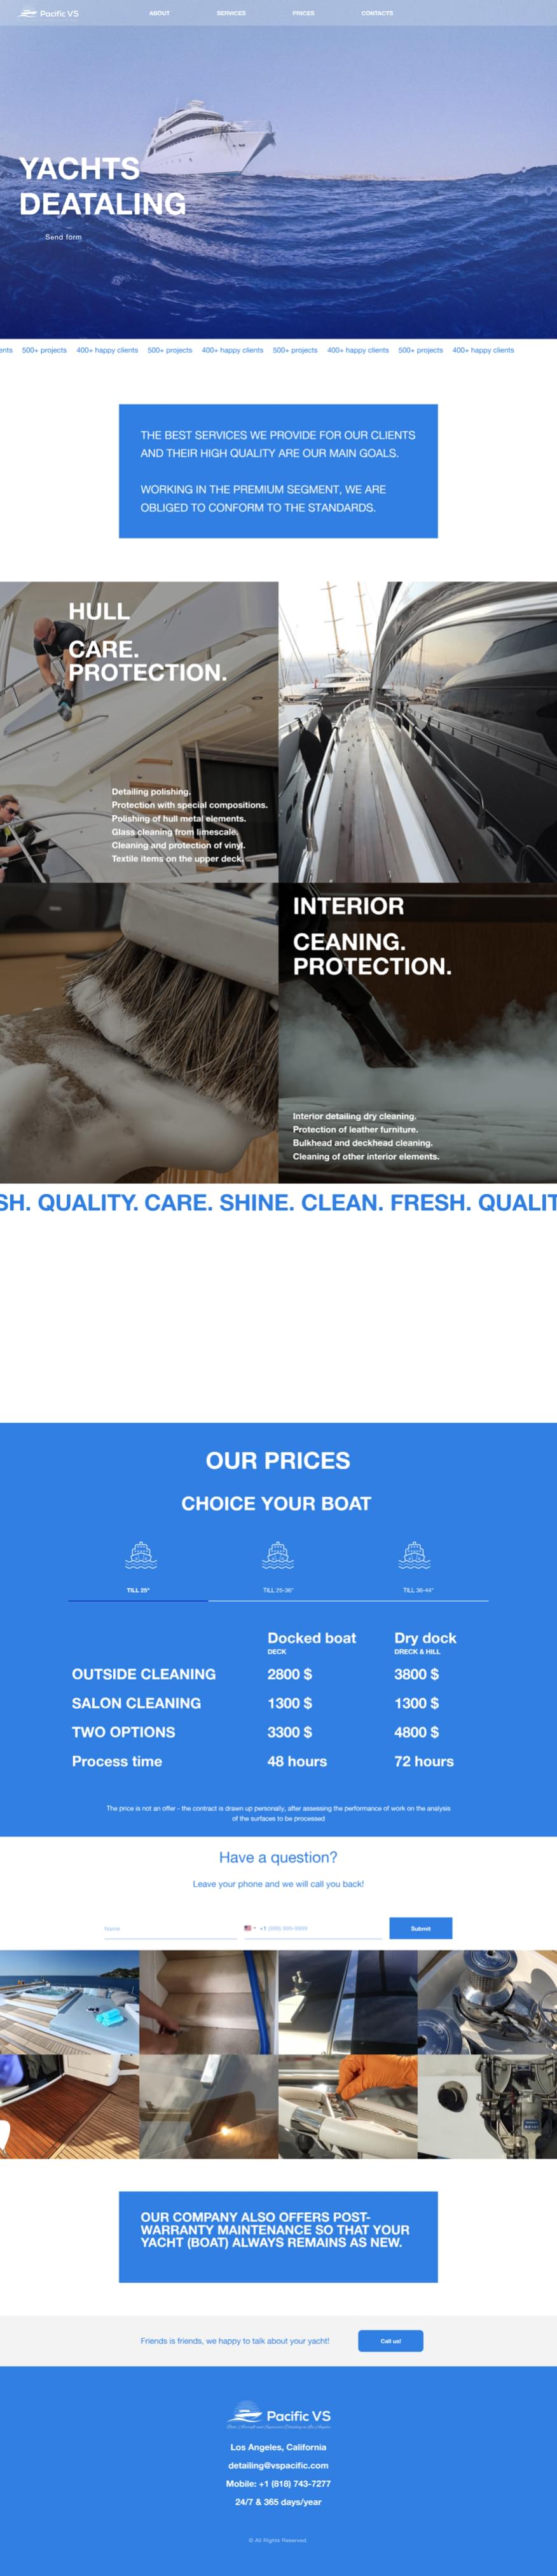 Pacific VS
ABOUT SERVICES PRICES CONTACTS
YACHTS
DEATALING
Send form
ents 500+ projects 400+ happy clients 500+ projects 400+ happy clients 500+ projects 400+ happy clients 500+ projects 400+ happy clients
THE BEST SERVICES WE PROVIDE FOR OUR CLIENTS
AND THEIR HIGH QUALITY ARE OUR MAIN GOALS.
WORKING IN THE PREMIUM SEGMENT, WE ARE
OBLIGED TO CONFORM TO THE STANDARDS.
HULL
CARE.
PROTECTION.
Detailing polishing.
Protection with special compositions.
Polishing of hull metal elements.
Glass cleaning from limescale.
Cleaning and protection of vinyl.
Textile items on the upper deck.
INTERIOR
CEANING.
PROTECTION.
Interior detailing dry cleaning.
Protection of leather furniture.
Bulkhead and deckhead cleaning.
Cleaning of other interior elements.
SH. QUALITY. CARE. SHINE. CLEAN. FRESH. QUALIT
OUR PRICES
CHOICE YOUR BOAT
TILL 25" TILL 25-36" TILL 36-44"
Docked boat Dry dock
DECK DRECK & HILL
OUTSIDE CLEANING 2800 $ 3800 $
SALON CLEANING 1300 $ 1300 $
TWO OPTIONS 3300 $ 4800 $
Process time 48 hours 72 hours
The price is not an offer - the contract is drawn up personally, after assessing the performance of work on the analysis
of the surfaces to be processed
Have a question?
Leave your phone and we will call you back!
Name +1 (999) 999-9999 Submit
OUR COMPANY ALSO OFFERS POST-
WARRANTY MAINTENANCE SO THAT YOUR
YACHT (BOAT) ALWAYS REMAINS AS NEW.
Friends is friends, we happy to talk about your yacht! Call us!
Pacific VS
Los Angeles, California
detailing@vspacific.com
Mobile: +1 (818) 743-7277
24/7 & 365 days/year
© All Rights Reserved.